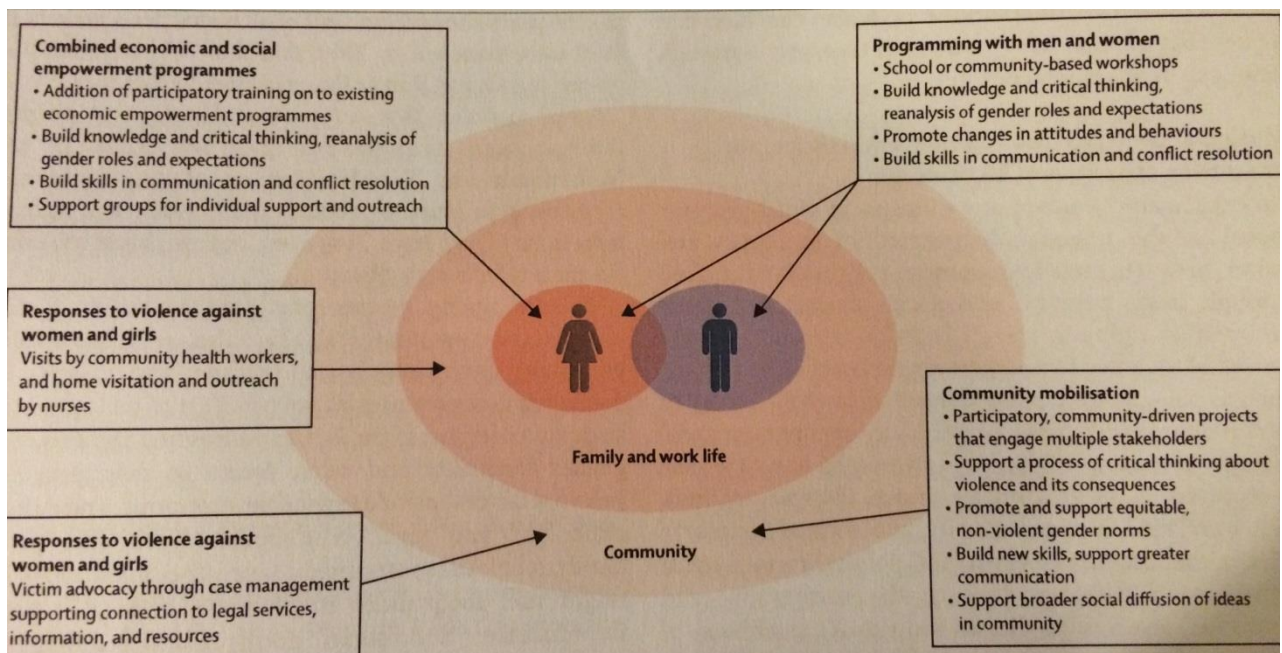 Combined economic and social
empowerment programmes
• Addition of participatory training on to existing
economic empowerment programmes
• Build knowledge and critical thinking, reanalysis of
gender roles and expectations
• Build skills in communication and conflict resolution
• Support groups for individual support and outreach
Programming with men and women
• School or community-based workshops
• Build knowledge and critical thinking,
reanalysis of gender roles and expectations
• Promote changes in attitudes and behaviours
• Build skills in communication and conflict resolution
Responses to violence against
women and girls
Visits by community health workers,
and home visitation and outreach
by nurses
Family and work life
Community
Community mobilisation
• Participatory, community-driven projects
that engage multiple stakeholders
• Support a process of critical thinking about
violence and its consequences
• Promote and support equitable,
non-violent gender norms
• Build new skills, support greater
communication
• Support broader social diffusion of ideas
in community
Responses to violence against
women and girls
Victim advocacy through case management
supporting connection to legal services,
information, and resources